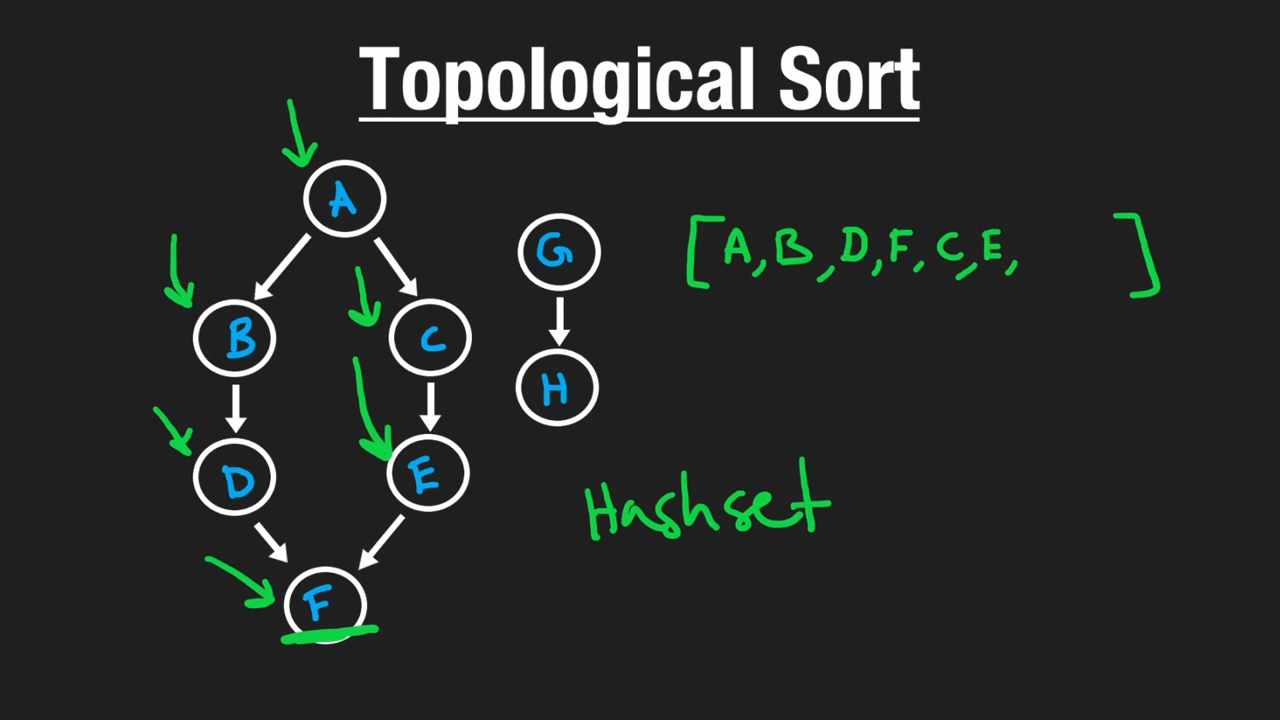 Topological Sort
A
G
[A, B, D, F, C, E, ]
B
C
H
D
E
Hashset
F